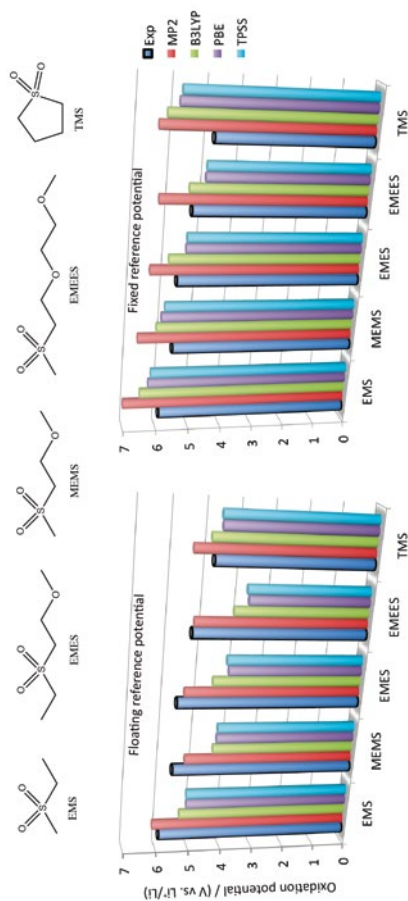 O O
S
EMS
O O
S O
EMES
O O
S O
MEMS
O O
S O O
EMEES
O O
S
TMS
Oxidation potential / (V vs. Li⁺/Li)
7
6
5
4
3
2
1
0
Floating reference potential
EMS
MEMS
EMES
EMEES
TMS
7
6
5
4
3
2
1
0
Fixed reference potential
EMS
MEMS
EMES
EMEES
TMS
Exp
MP2
B3LYP
PBE
TPSS